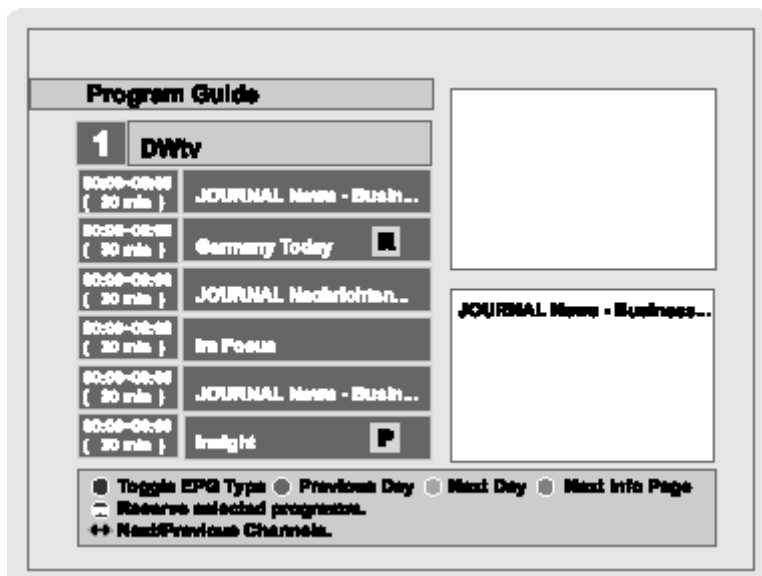 Program Guide
1 DWtv
( 30 min ) JOURNAL News - Busin...
( 30 min ) Germany Today R
( 30 min ) JOURNAL Nachrichten...
( 30 min ) Im Focus
( 30 min ) JOURNAL News - Busin...
( 30 min ) Insight P
JOURNAL News - Business...
Toggle EPG Type Previous Day Next Day Next Info Page
Reserve selected programs.
Next/Previous Channels.